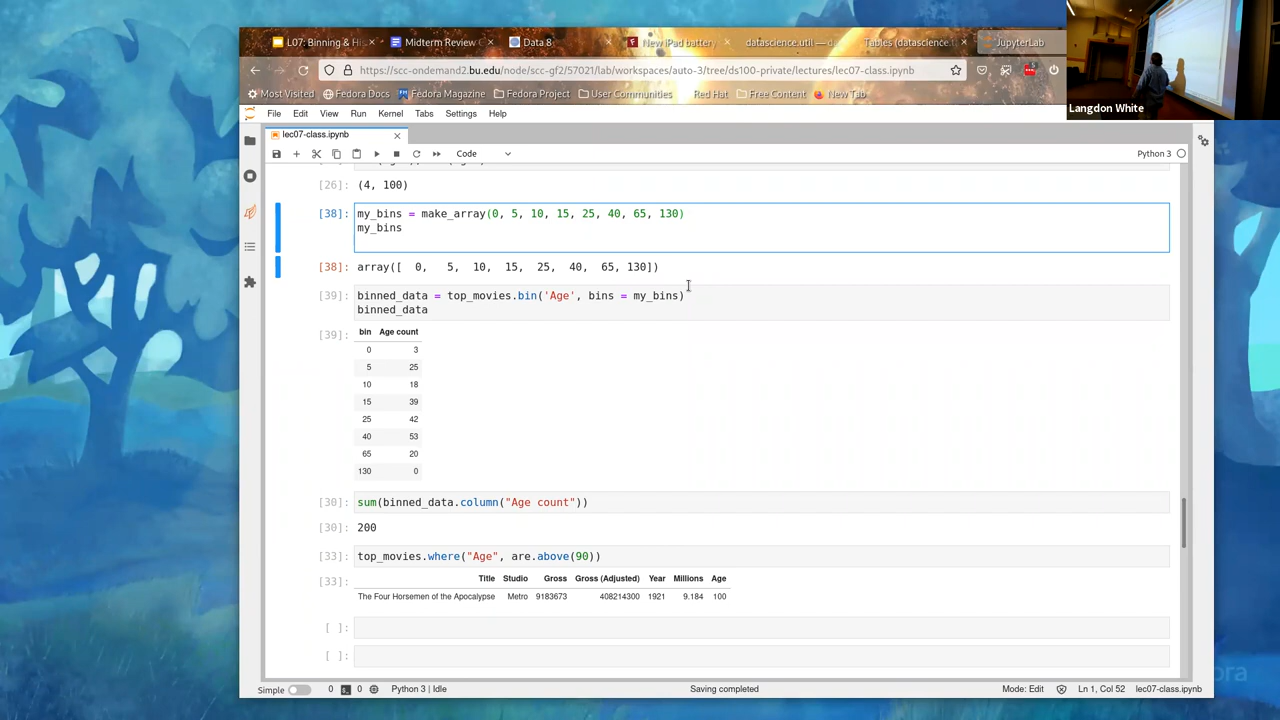 L07: Binning & Hi
Midterm Review
Data 8
New iPad battery
datascience.util — da
Tables (datascience.
JupyterLab
https://scc-ondemand2.bu.edu/node/scc-gf2/57021/lab/workspaces/auto-3/tree/ds100-private/lectures/lec07-class.ipynb
Most Visited Fedora Docs Fedora Magazine Fedora Project User Communities Red Hat Free Content New Tab
Langdon White
File Edit View Run Kernel Tabs Settings Help
lec07-class.ipynb
Code
Python 3
[26]: (4, 100)
[38]: my_bins = make_array(0, 5, 10, 15, 25, 40, 65, 130)
my_bins
[38]: array([ 0, 5, 10, 15, 25, 40, 65, 130])
[39]: binned_data = top_movies.bin('Age', bins = my_bins)
binned_data
[39]: bin Age count
0 3
5 25
10 18
15 39
25 42
40 53
65 20
130 0
[30]: sum(binned_data.column("Age count"))
[30]: 200
[33]: top_movies.where("Age", are.above(90))
[33]: Title Studio Gross Gross (Adjusted) Year Millions Age
The Four Horsemen of the Apocalypse Metro 9183673 408214300 1921 9.184 100
[ ]:
[ ]:
Simple 0 0 Python 3 | Idle Saving completed Mode: Edit Ln 1, Col 52 lec07-class.ipynb